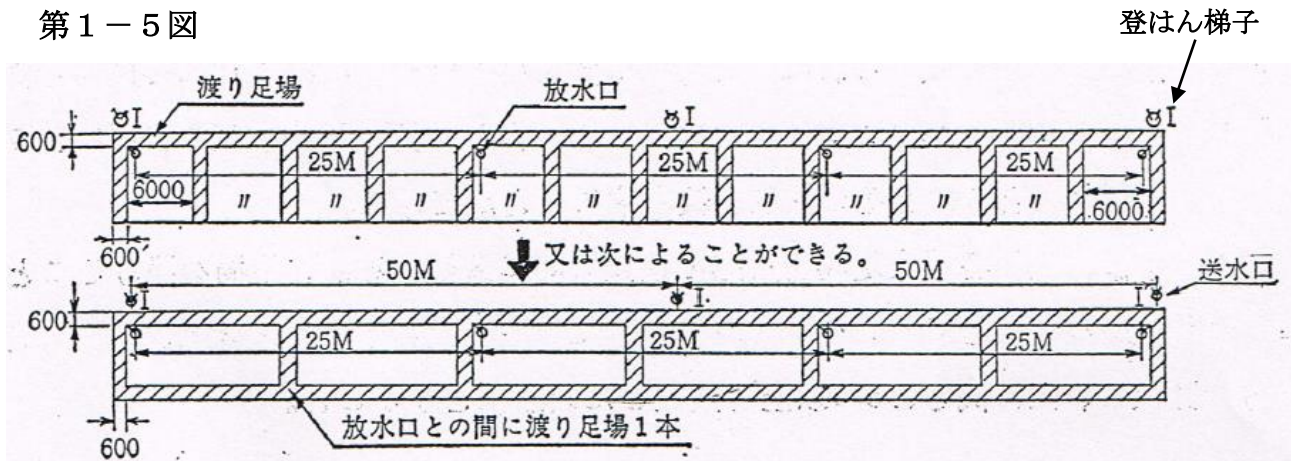 第１－５図
登はん梯子
渡り足場
放水口
I
I
I
600
25M
25M
25M
6000
〃
〃
〃
〃
〃
〃
〃
〃
〃
〃
6000
600
又は次によることができる。
50M
50M
送水口
I
I
I
600
25M
25M
25M
放水口との間に渡り足場１本
600